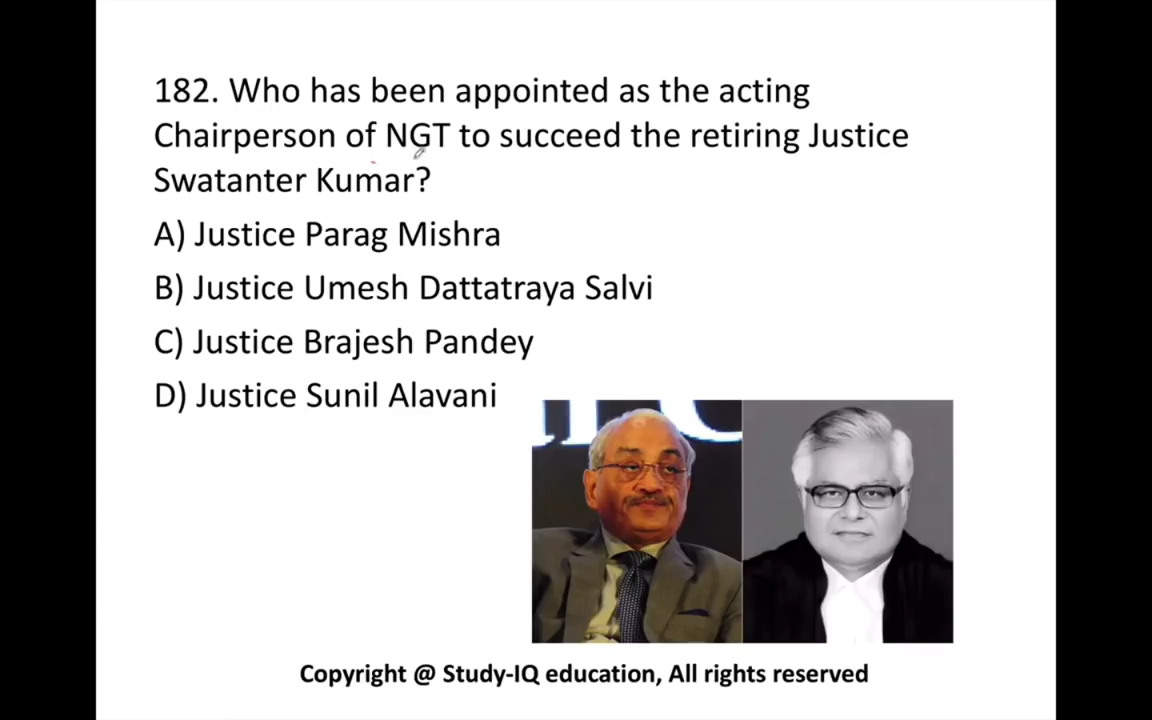 182. Who has been appointed as the acting
Chairperson of NGT to succeed the retiring Justice
Swatanter Kumar?
A) Justice Parag Mishra
B) Justice Umesh Dattatraya Salvi
C) Justice Brajesh Pandey
D) Justice Sunil Alavani
Copyright @ Study-IQ education, All rights reserved